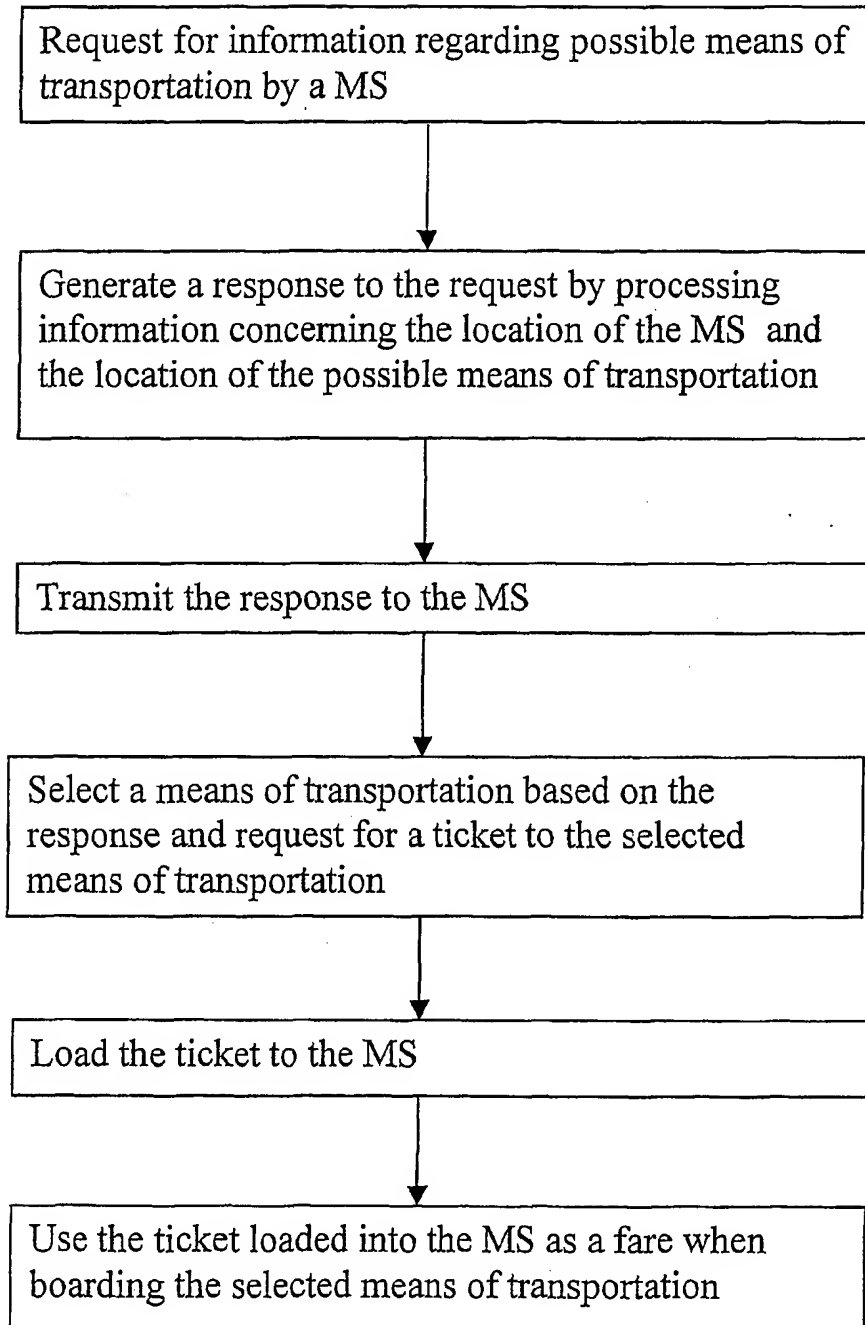 Request for information regarding possible means of
transportation by a MS
Generate a response to the request by processing
information concerning the location of the MS and
the location of the possible means of transportation
Transmit the response to the MS
Select a means of transportation based on the
response and request for a ticket to the selected
means of transportation
Load the ticket to the MS
Use the ticket loaded into the MS as a fare when
boarding the selected means of transportation